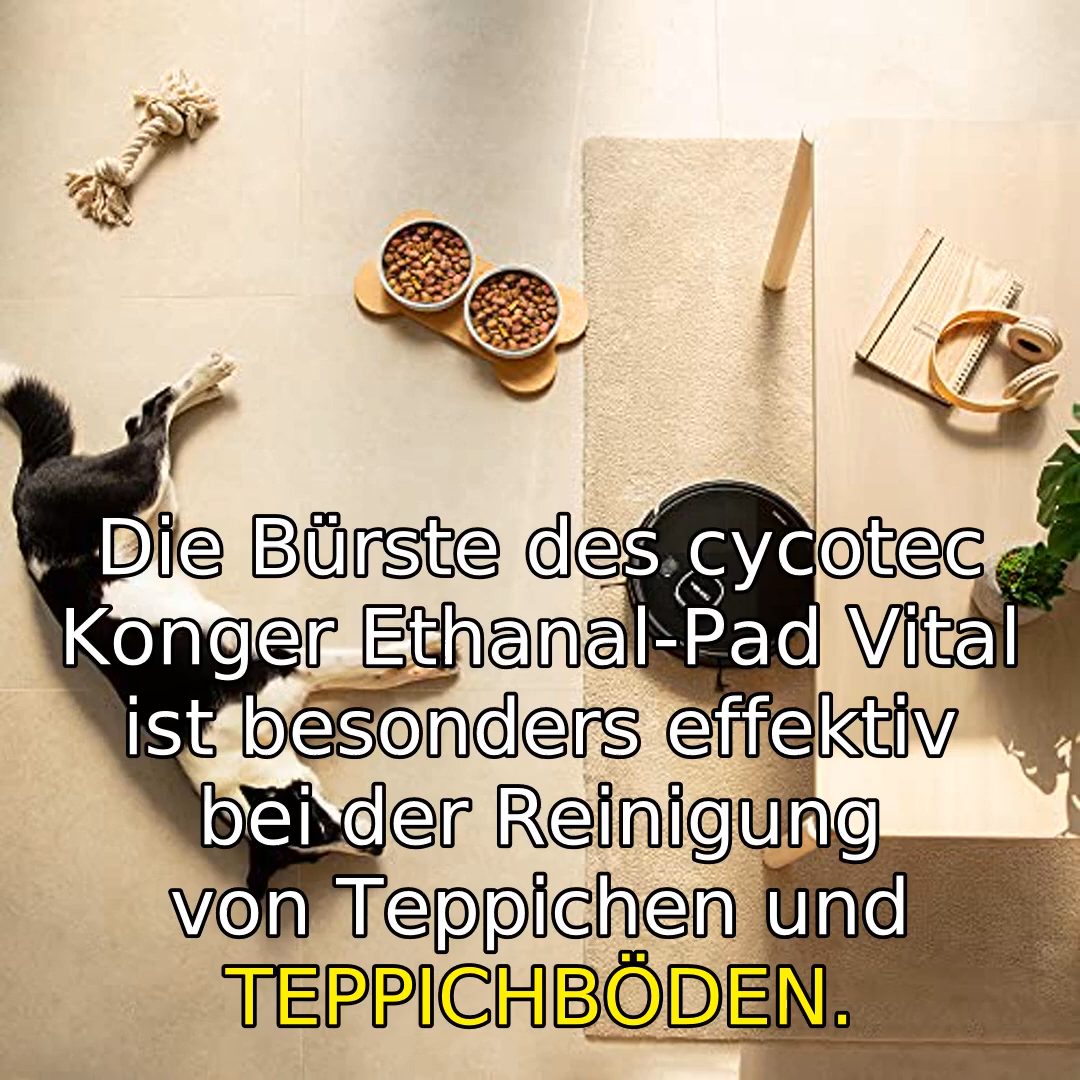 Die Bürste des cycotec
Konger Ethanal-Pad Vital
ist besonders effektiv
bei der Reinigung
von Teppichen und
TEPPICHBÖDEN.